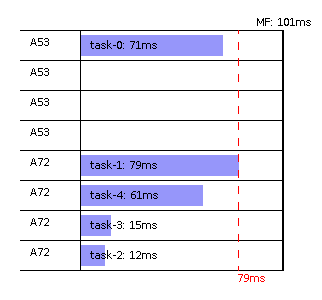 MF: 101ms
A53 task-0: 71ms
A53
A53
A53
A72 task-1: 79ms
A72 task-4: 61ms
A72 task-3: 15ms
A72 task-2: 12ms
79ms